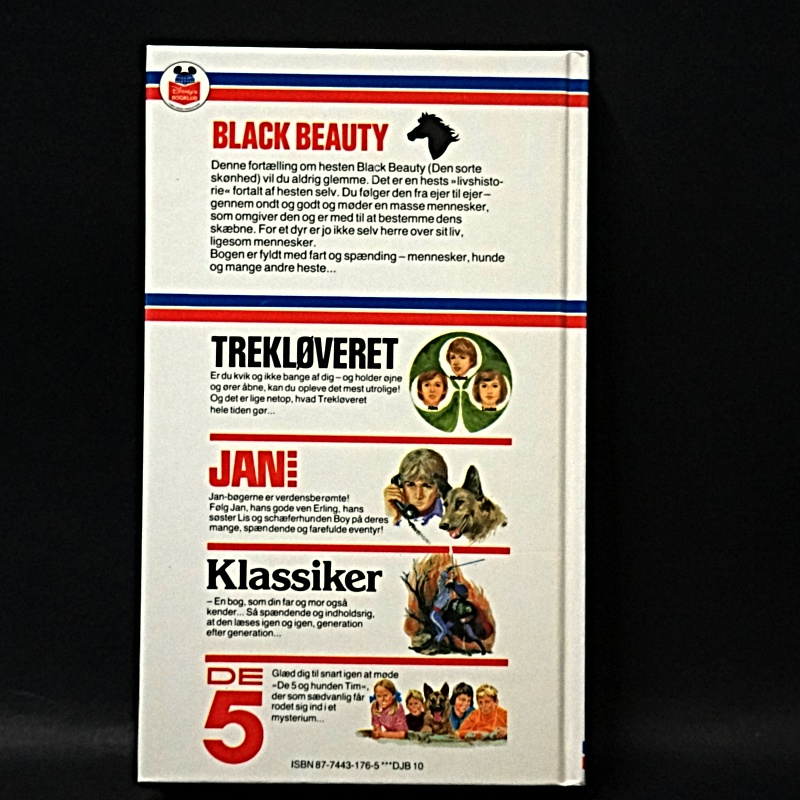 Disney's
BOGKLUB
BLACK BEAUTY
Denne fortælling om hesten Black Beauty (Den sorte
skønhed) vil du aldrig glemme. Det er en hests »livshisto-
rie« fortalt af hesten selv. Du følger den fra ejer til ejer –
gennem ondt og godt og møder en masse mennesker,
som omgiver den og er med til at bestemme dens
skæbne. For et dyr er jo ikke selv herre over sit liv,
ligesom mennesker.
Bogen er fyldt med fart og spænding – mennesker, hunde
og mange andre heste...
TREKLØVERET
Er du kvik og ikke bange af dig – og holder øjne
og ører åbne, kan du opleve det mest utrolige!
Og det er lige netop, hvad Trekløveret
hele tiden gør...
JAN
Jan-bøgerne er verdensberømte!
Følg Jan, hans gode ven Erling, hans
søster Lis og schæferhunden Boy på deres
mange, spændende og farefulde eventyr!
Klassiker
– En bog, som din far og mor også
kender... Så spændende og indholdsrig,
at den læses igen og igen, generation
efter generation...
DE
5
Glæd dig til snart igen at møde
»De 5 og hunden Tim«,
der som sædvanlig får
rodet sig ind i et
mysterium...
ISBN 87-7443-176-5 ***DJB 10